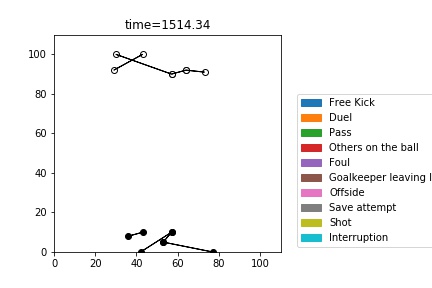 time=1514.34
100
80
60
40
20
0
0 20 40 60 80 100
Free Kick
Duel
Pass
Others on the ball
Foul
Goalkeeper leaving l
Offside
Save attempt
Shot
Interruption